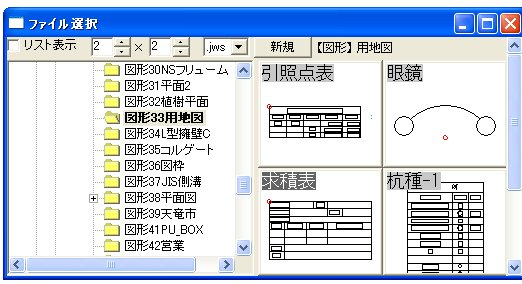 ファイル選択
リスト表示 2 × 2 .jws 新規 【図形】 用地図
図形30NSフリューム
図形31平面2
図形32植樹平面
図形33用地図
図形34L型擁壁C
図形35コルゲート
図形36図枠
図形37JIS側溝
図形38平面図
図形39天竜市
図形41PU_BOX
図形42営業
引照点表
眼鏡
求積表
杭種-1